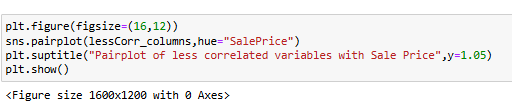 plt.figure(figsize=(16,12))
sns.pairplot(lessCorr_columns,hue="SalePrice")
plt.suptitle("Pairplot of less correlated variables with Sale Price",y=1.05)
plt.show()
<Figure size 1600x1200 with 0 Axes>